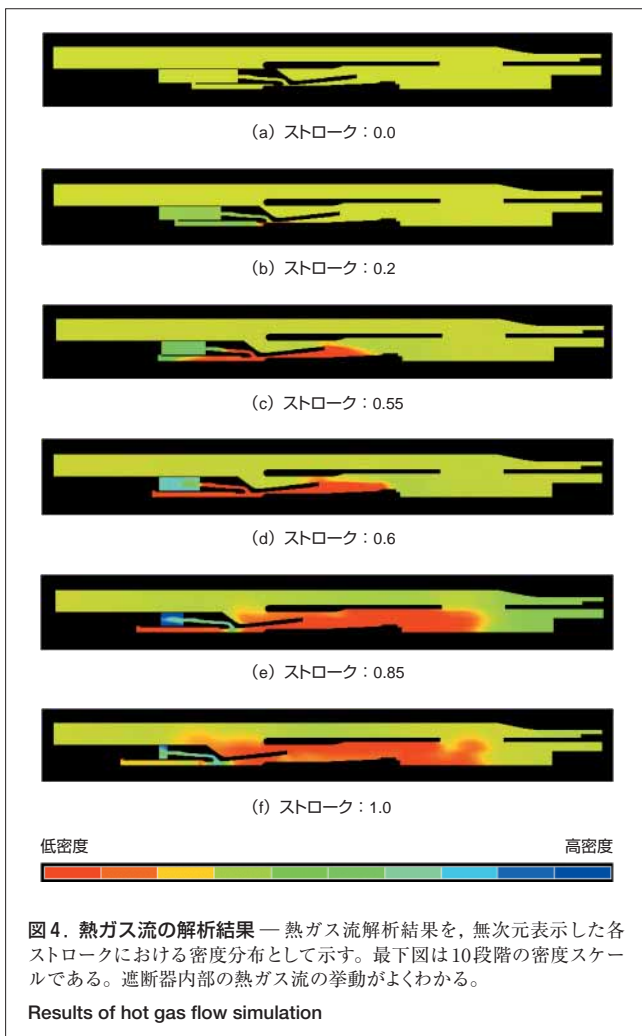 (a) ストローク：0.0
(b) ストローク：0.2
(c) ストローク：0.55
(d) ストローク：0.6
(e) ストローク：0.85
(f) ストローク：1.0
低密度 高密度
図4．熱ガス流の解析結果 — 熱ガス流解析結果を，無次元表示した各
ストロークにおける密度分布として示す。最下図は10段階の密度スケー
ルである。遮断器内部の熱ガス流の挙動がよくわかる。
Results of hot gas flow simulation